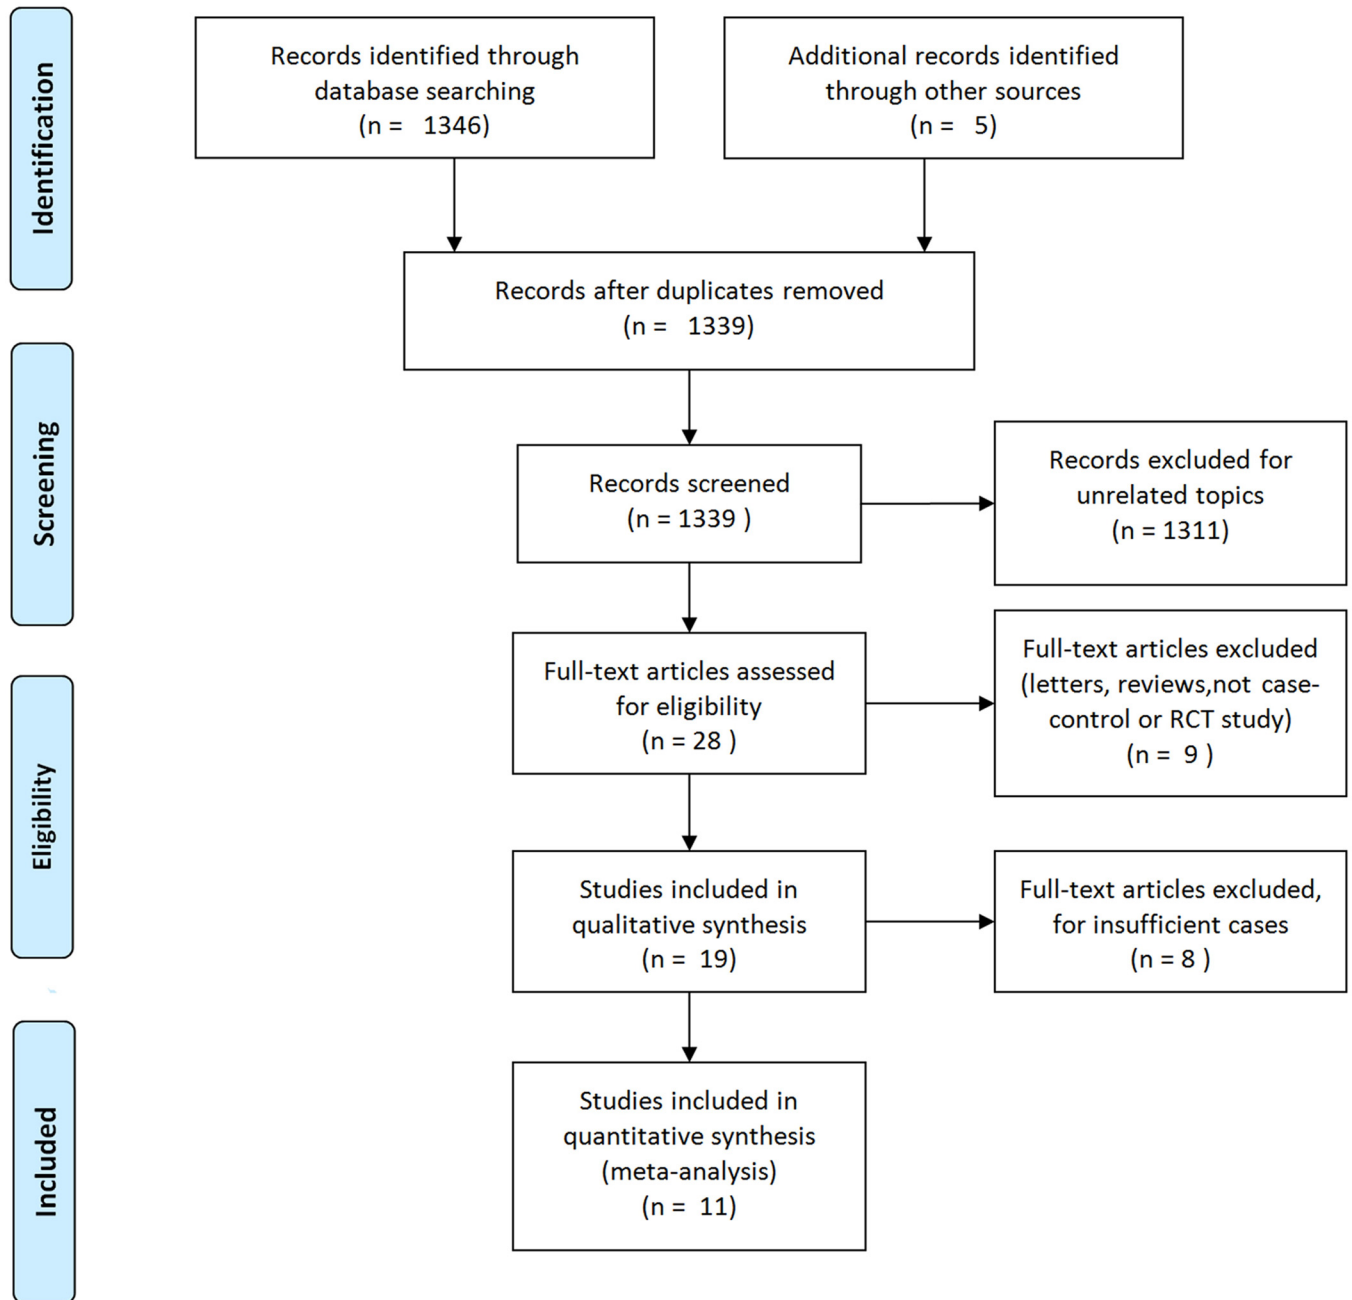 Identification
Records identified through
database searching
(n = 1346)
Additional records identified
through other sources
(n = 5)
Records after duplicates removed
(n = 1339)
Screening
Records screened
(n = 1339 )
Records excluded for
unrelated topics
(n = 1311)
Eligibility
Full-text articles assessed
for eligibility
(n = 28 )
Full-text articles excluded
(letters, reviews,not case-
control or RCT study)
(n = 9 )
Studies included in
qualitative synthesis
(n = 19)
Full-text articles excluded,
for insufficient cases
(n = 8 )
Included
Studies included in
quantitative synthesis
(meta-analysis)
(n = 11)